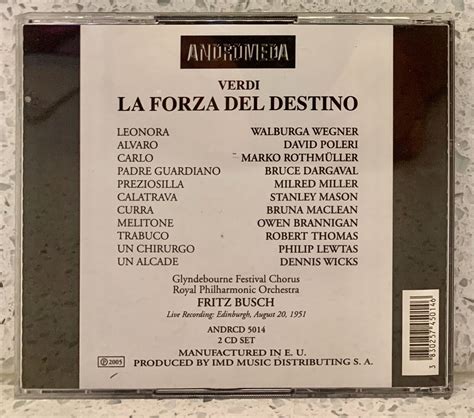 ANDROMEDA
VERDI
LA FORZA DEL DESTINO
LEONORA WALBURGA WEGNER
ALVARO DAVID POLERI
CARLO MARKO ROTHMÜLLER
PADRE GUARDIANO BRUCE DARGAVAL
PREZIOSILLA MILRED MILLER
CALATRAVA STANLEY MASON
CURRA BRUNA MACLEAN
MELITONE OWEN BRANNIGAN
TRABUCO ROBERT THOMAS
UN CHIRURGO PHILIP LEWTAS
UN ALCADE DENNIS WICKS
Glyndebourne Festival Chorus
Royal Philharmonic Orchestra
FRITZ BUSCH
Live Recording: Edinburgh, August 20, 1951
ANDRCD 5014
2 CD SET
℗ 2005
MANUFACTURED IN E. U.
PRODUCED BY IMD MUSIC DISTRIBUTING S. A.
3 830257 450146